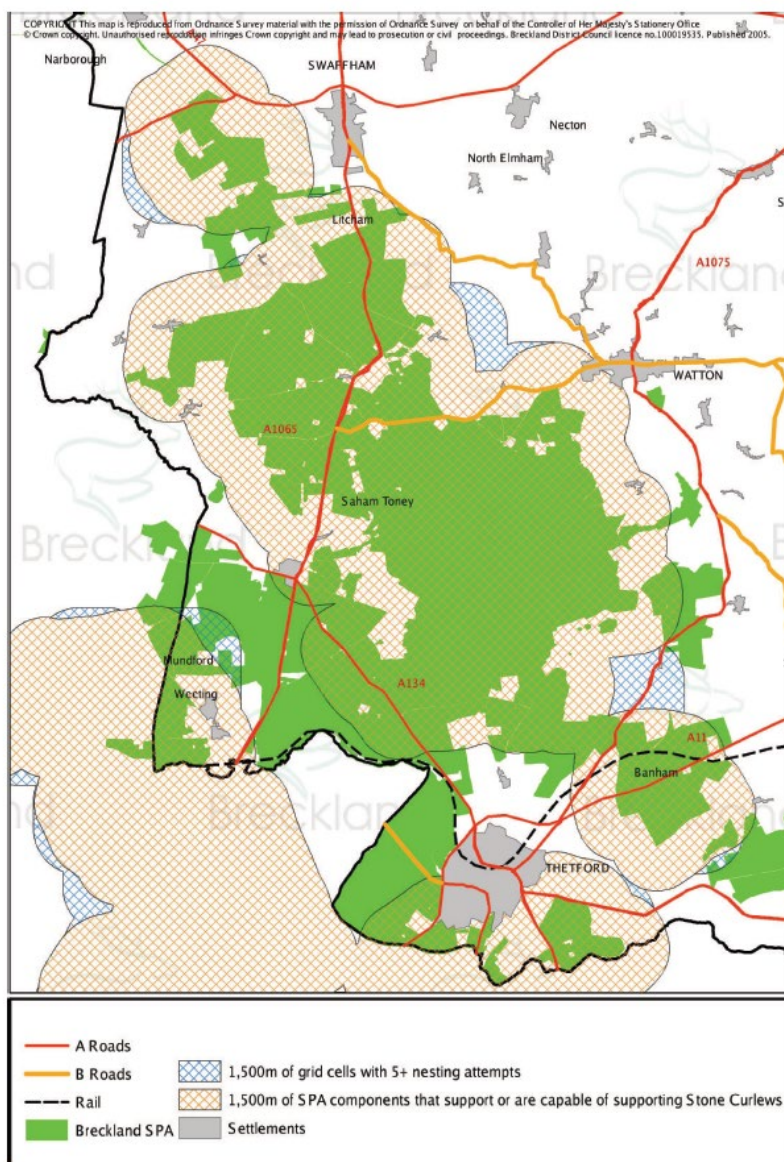 COPYRIGHT This map is reproduced from Ordnance Survey material with the permission of Ordnance Survey on behalf of the Controller of Her Majesty's Stationery Office
© Crown copyright. Unauthorised reproduction infringes Crown copyright and may lead to prosecution or civil proceedings. Breckland District Council licence no.100019535. Published 2005.
Narborough
SWAFFHAM
Necton
North Elmham
S
Litcham
A1075
nd
Breckland
WATTON
A1065
Saham Toney
Breckland
B
Mundford
Weeting
A134
A11
Banham
nd
Breckland
THETFORD
A Roads
B Roads
Rail
Breckland SPA
1,500m of grid cells with 5+ nesting attempts
1,500m of SPA components that support or are capable of supporting Stone Curlews
Settlements